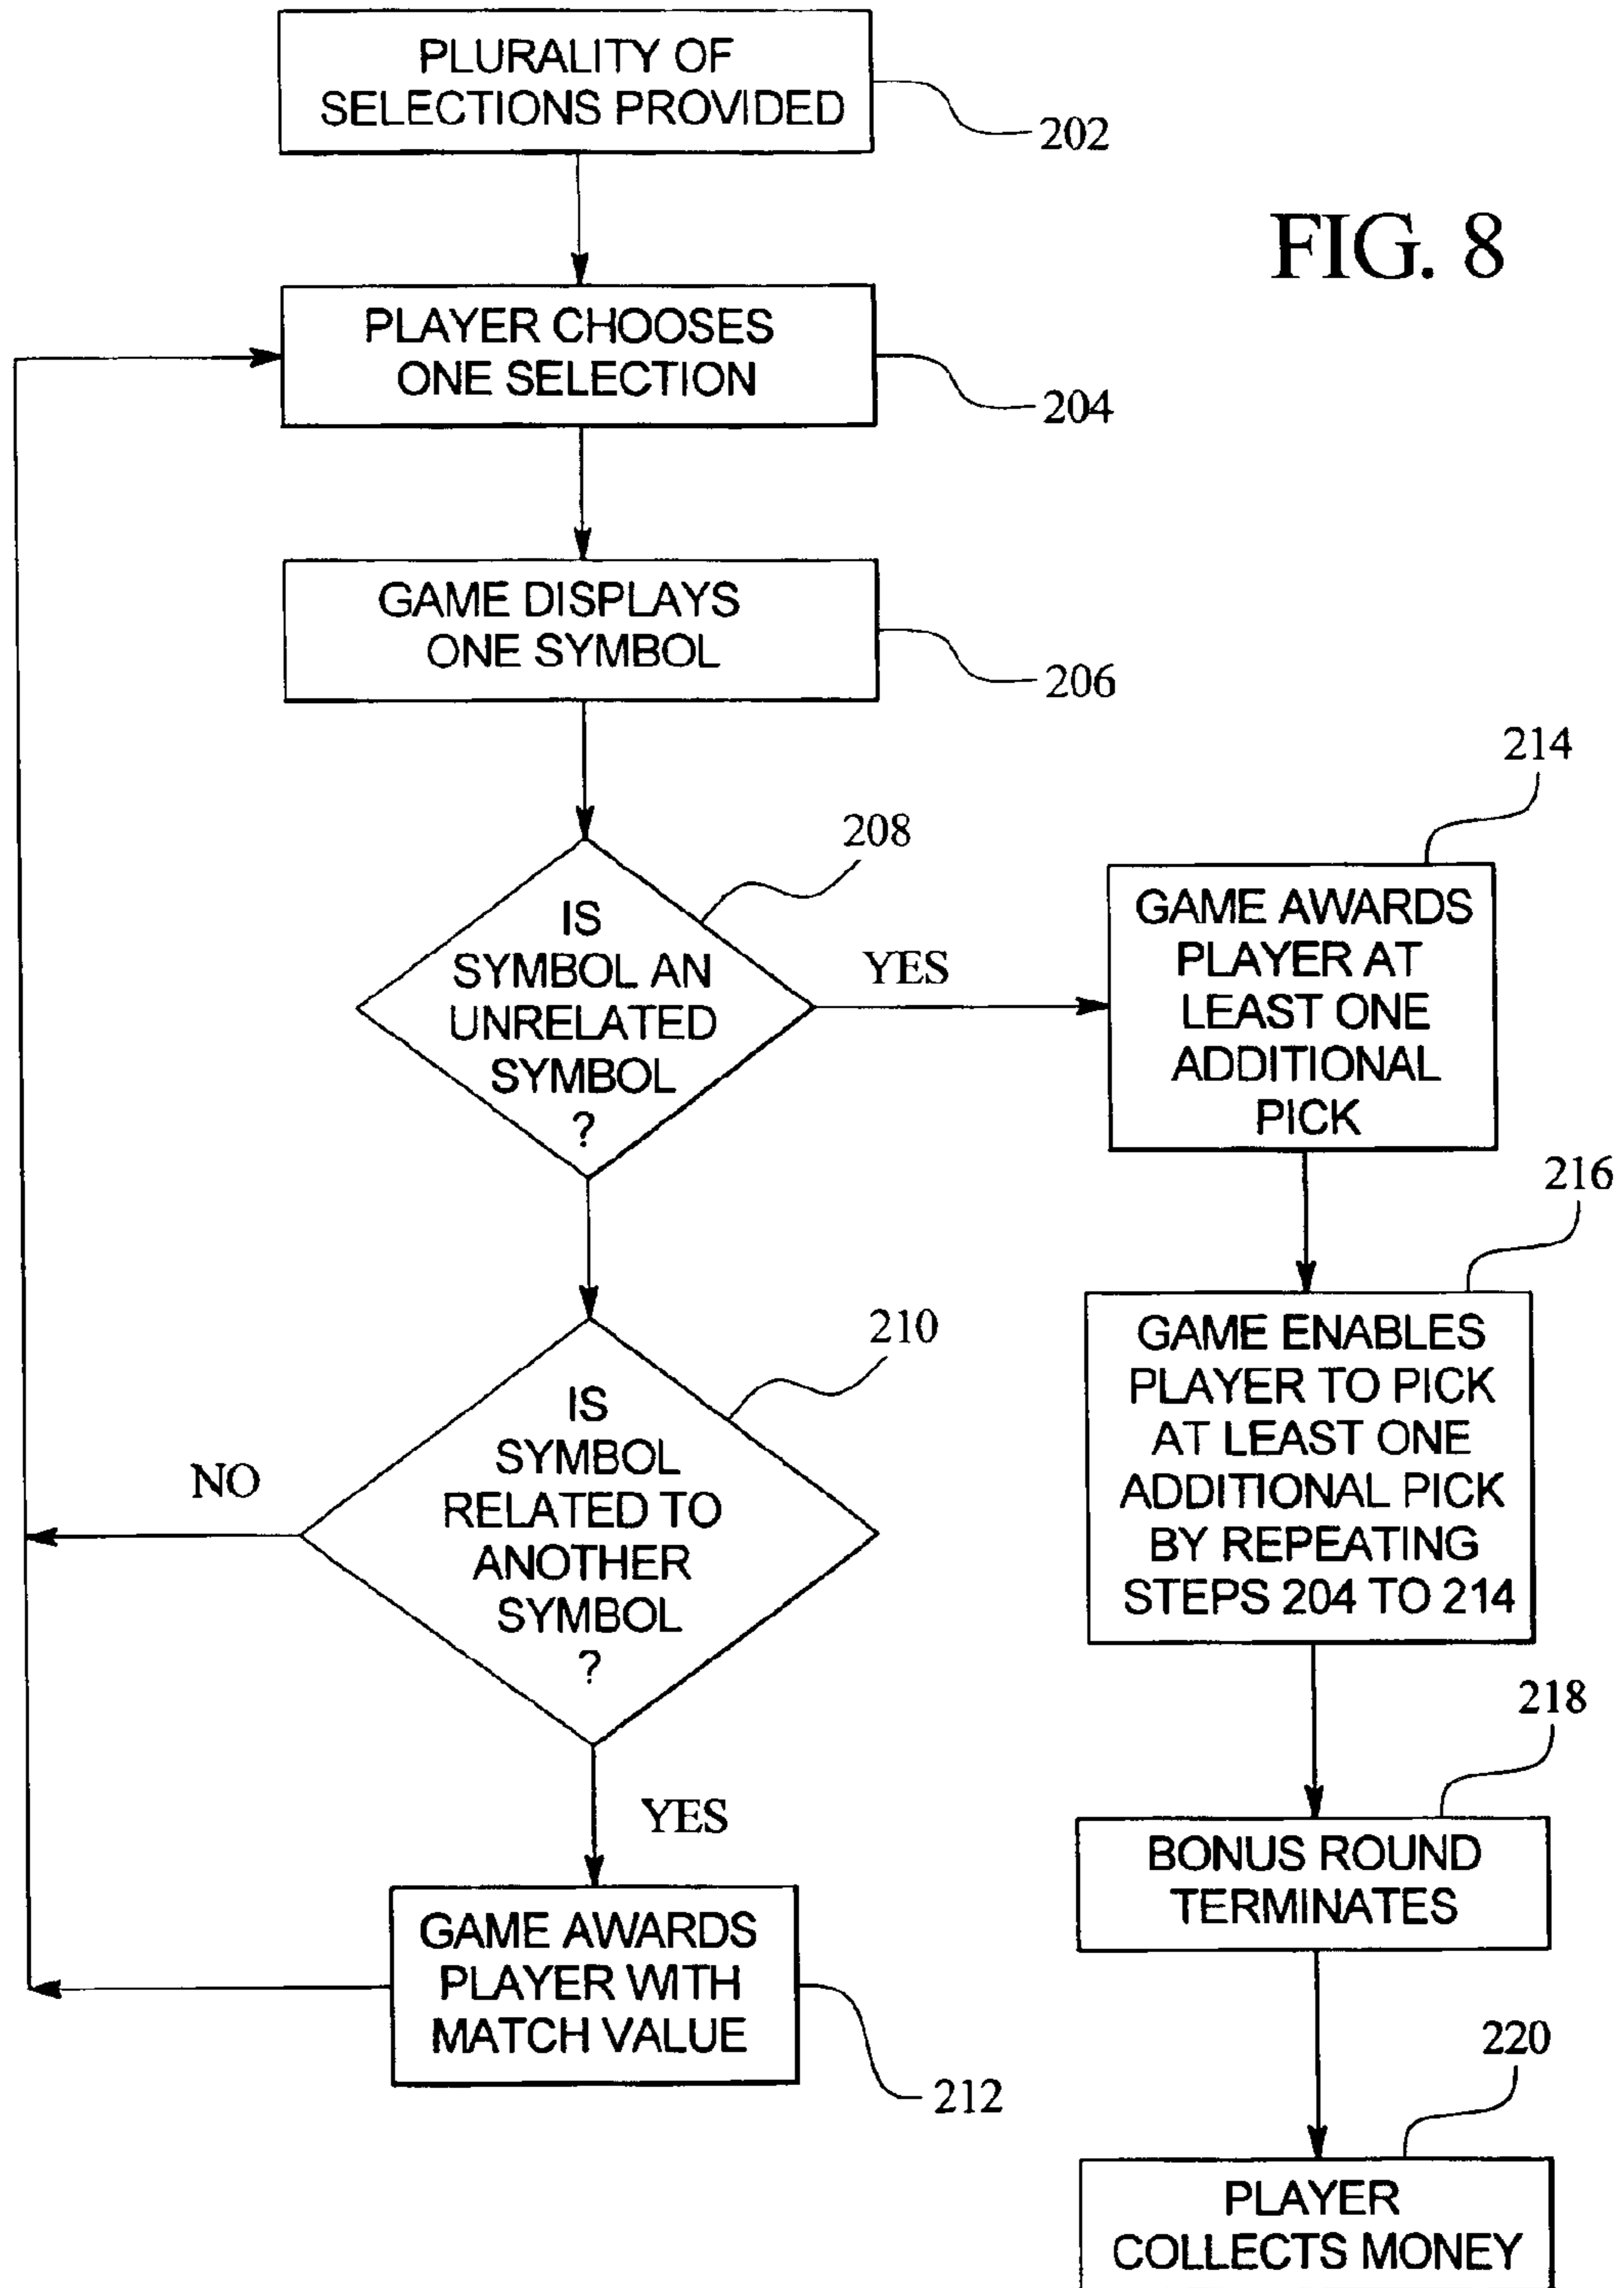 PLURALITY OF
SELECTIONS PROVIDED
202
FIG. 8
PLAYER CHOOSES
ONE SELECTION
204
GAME DISPLAYS
ONE SYMBOL
206
208
IS
SYMBOL AN
UNRELATED
SYMBOL
?
YES
214
GAME AWARDS
PLAYER AT
LEAST ONE
ADDITIONAL
PICK
210
IS
SYMBOL
RELATED TO
ANOTHER
SYMBOL
?
NO
YES
216
GAME ENABLES
PLAYER TO PICK
AT LEAST ONE
ADDITIONAL PICK
BY REPEATING
STEPS 204 TO 214
GAME AWARDS
PLAYER WITH
MATCH VALUE
212
218
BONUS ROUND
TERMINATES
220
PLAYER
COLLECTS MONEY